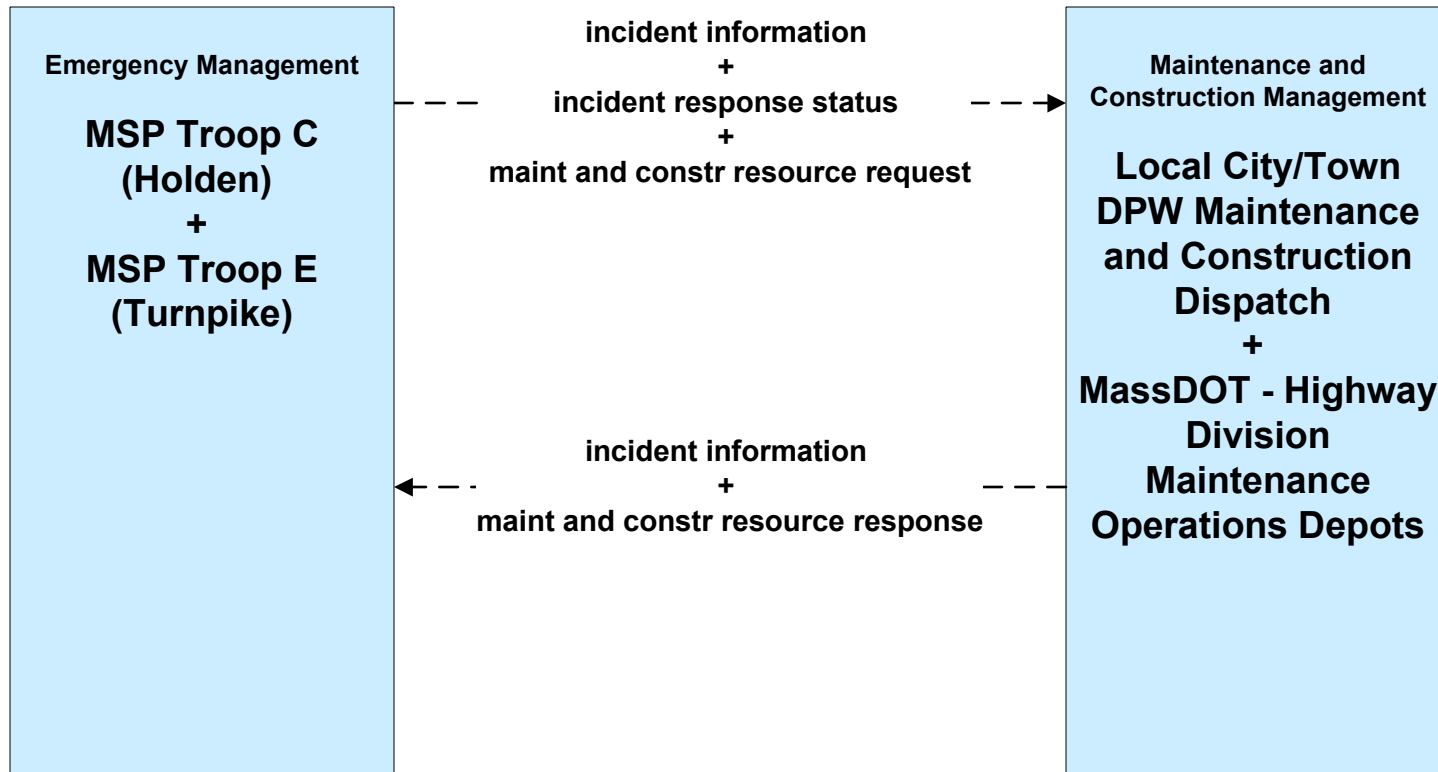 Emergency Management
MSP Troop C
(Holden)
+
MSP Troop E
(Turnpike)
incident information
+
incident response status
+
maint and constr resource request
incident information
+
maint and constr resource response
Maintenance and
Construction Management
Local City/Town
DPW Maintenance
and Construction
Dispatch
+
MassDOT - Highway
Division
Maintenance
Operations Depots